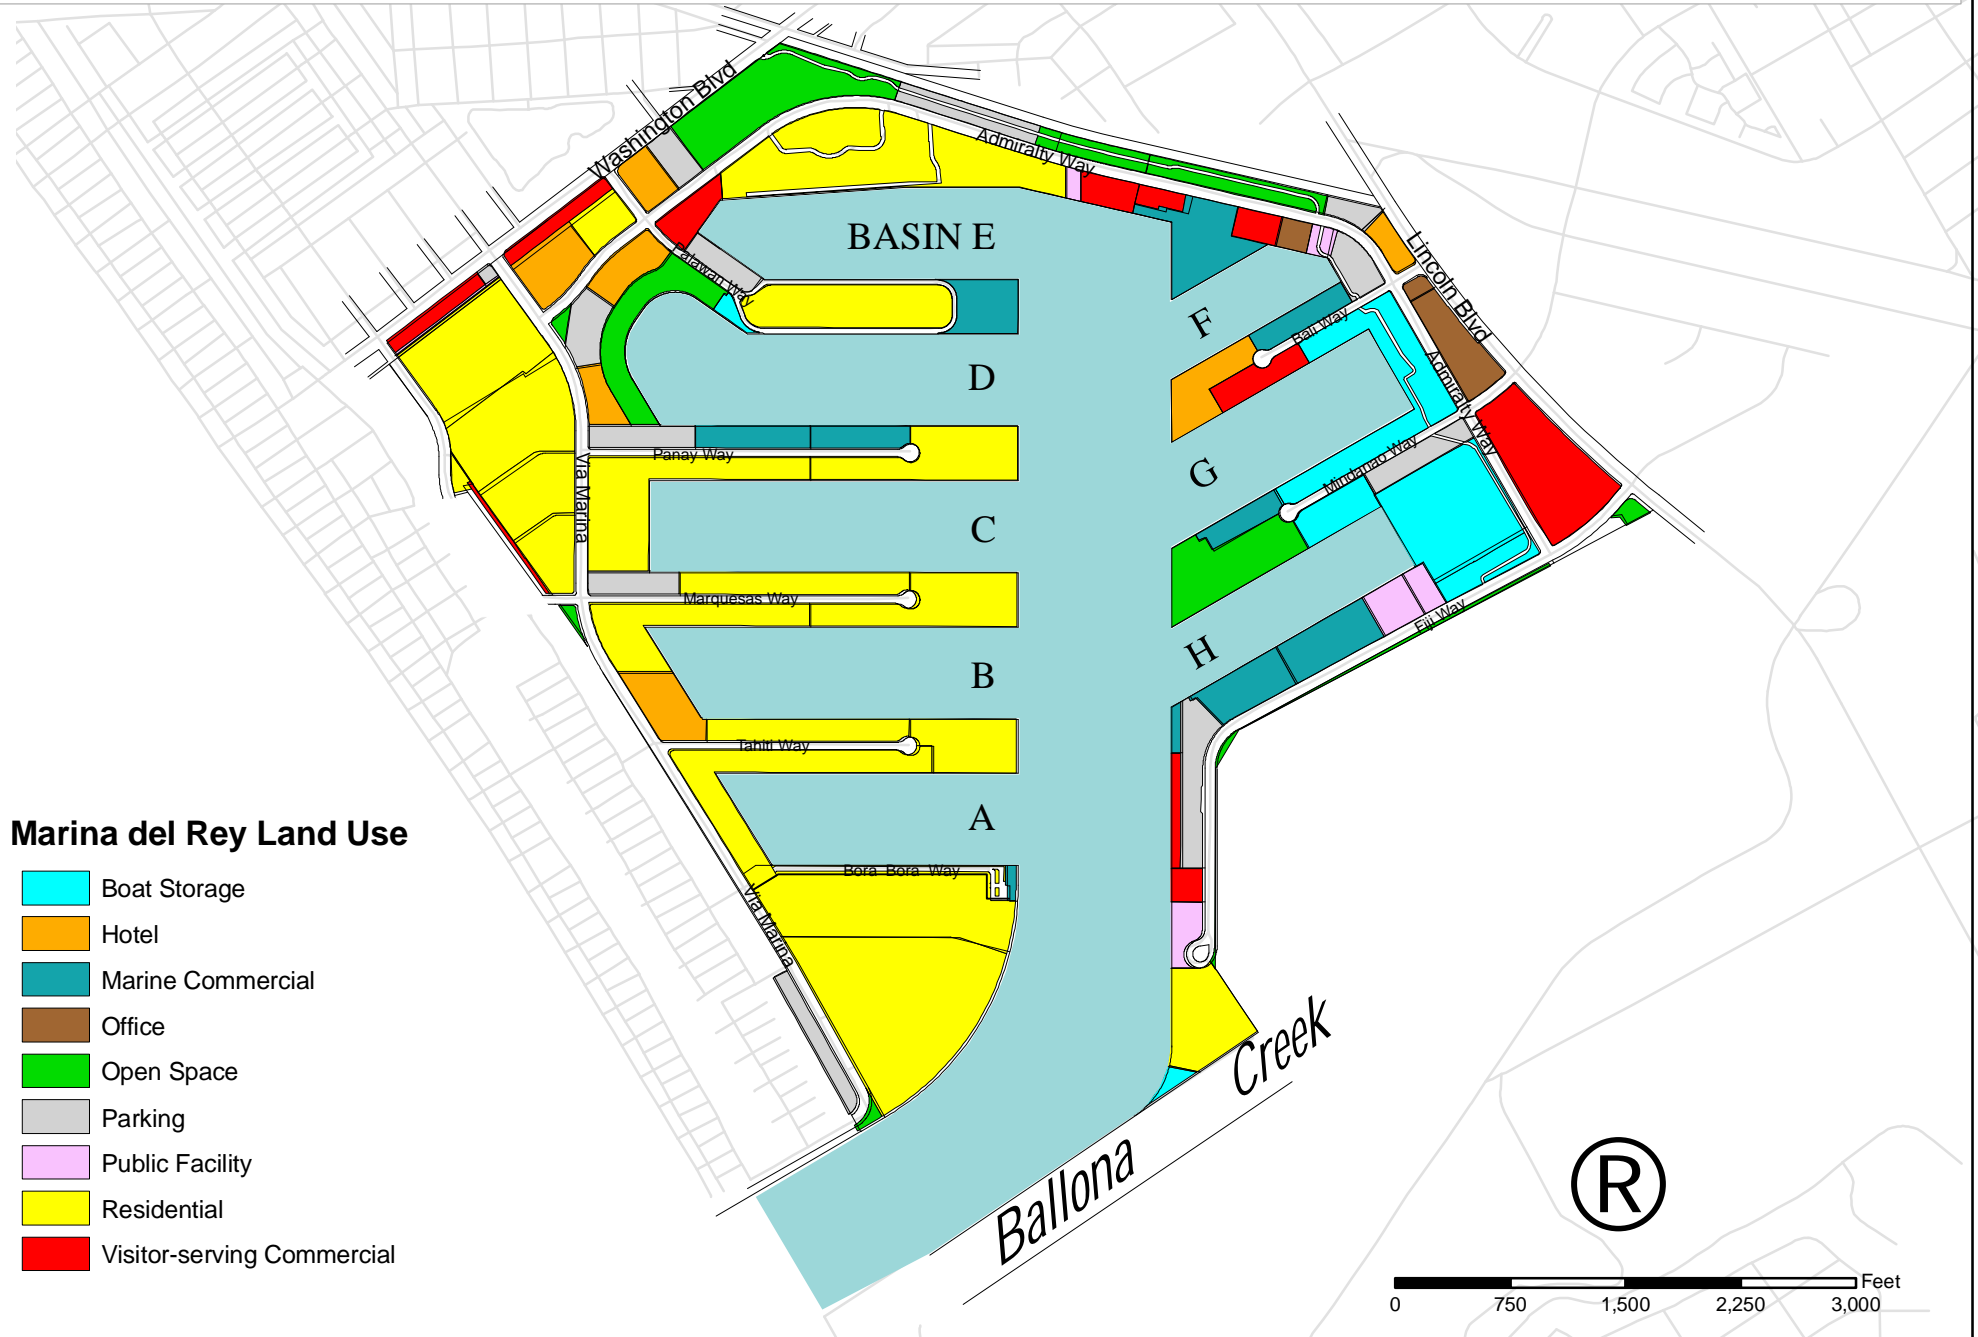 Washington Blvd
Admiralty Way
BASIN E
Palawan Way
Lincoln Blvd
F
Bali Way
D
Admiralty Way
Panay Way
Via Marina
G
Mindanao Way
C
Marquesas Way
Fiji Way
H
B
Tahiti Way
A
Bora Bora Way
Via Marina
Ballona Creek
Marina del Rey Land Use
Boat Storage
Hotel
Marine Commercial
Office
Open Space
Parking
Public Facility
Residential
Visitor-serving Commercial
®
Feet
0 750 1,500 2,250 3,000